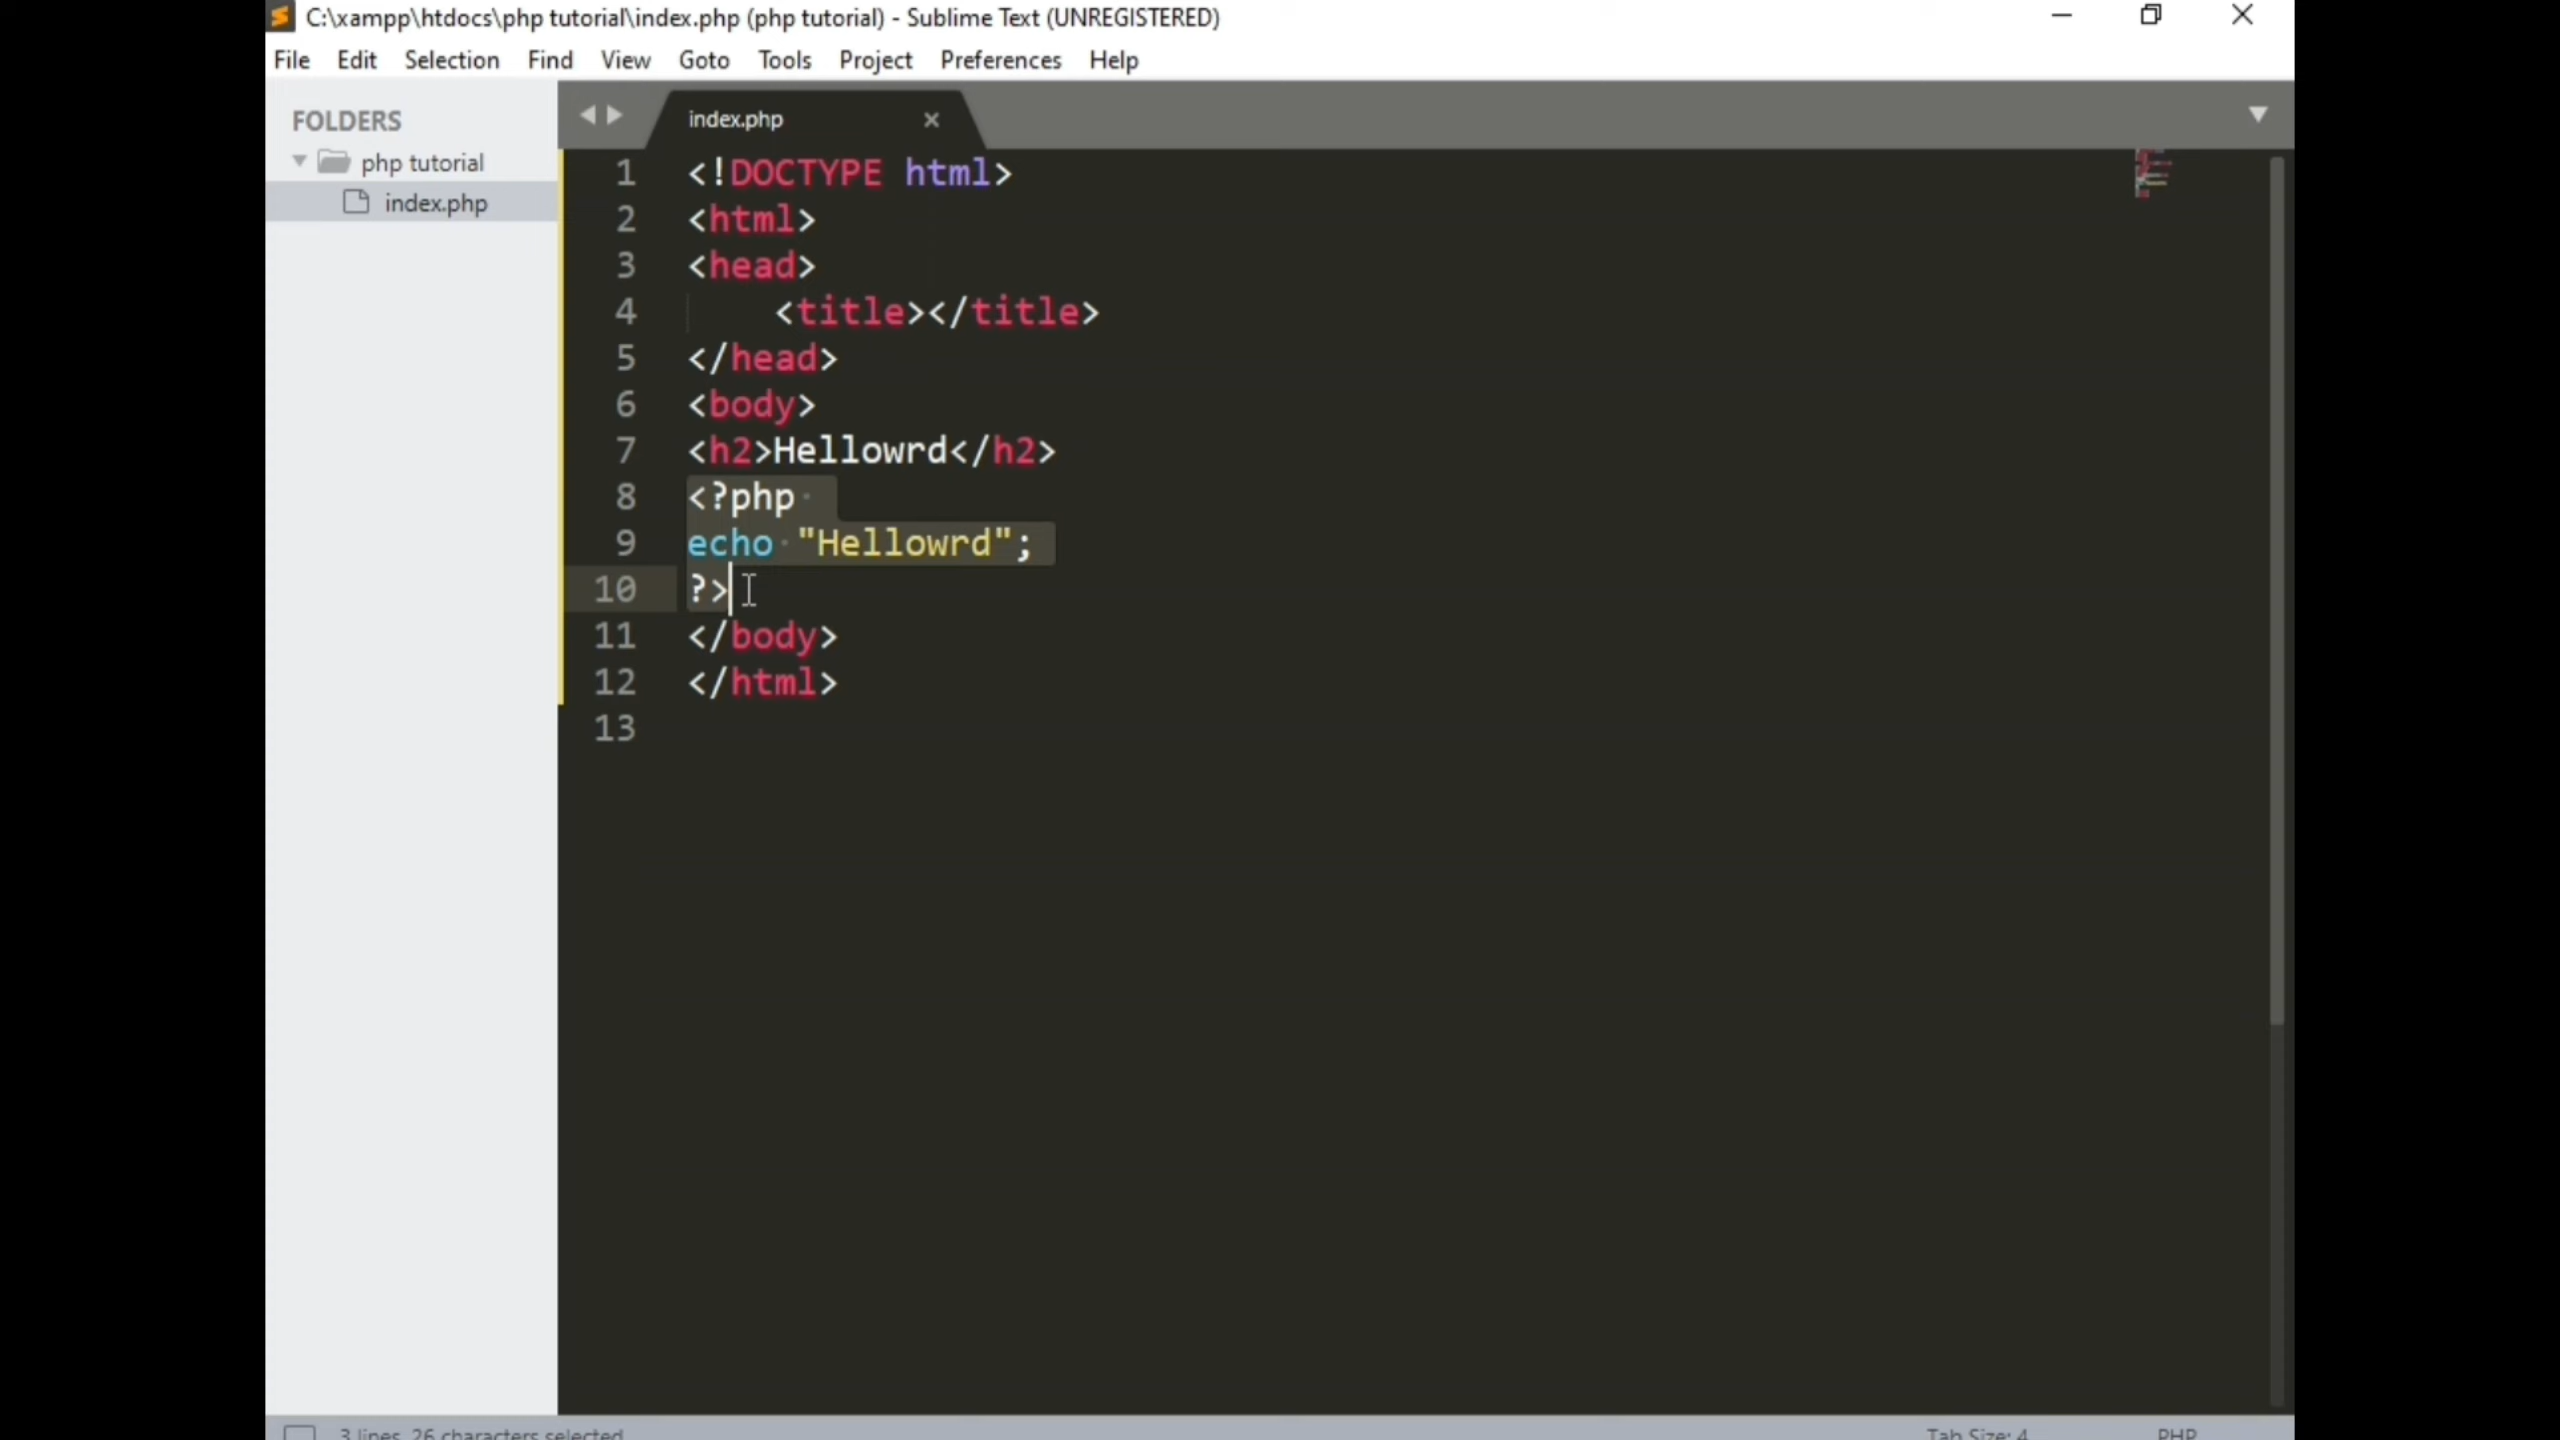 C:\xampp\htdocs\php tutorial\index.php (php tutorial) - Sublime Text (UNREGISTERED)
File Edit Selection Find View Goto Tools Project Preferences Help
FOLDERS
php tutorial
index.php
index.php
1 <!DOCTYPE html>
2 <html>
3 <head>
4 <title></title>
5 </head>
6 <body>
7 <h2>Hellowrd</h2>
8 <?php
9 echo "Hellowrd";
10 ?>
11 </body>
12 </html>
13
3 lines, 26 characters selected
Tab Size: 4
PHP